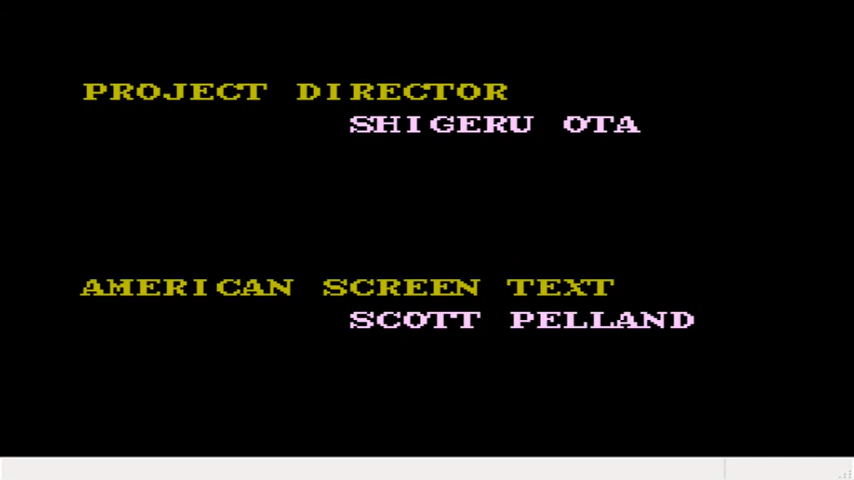 PROJECT DIRECTOR
SHIGERU OTA
AMERICAN SCREEN TEXT
SCOTT PELLAND